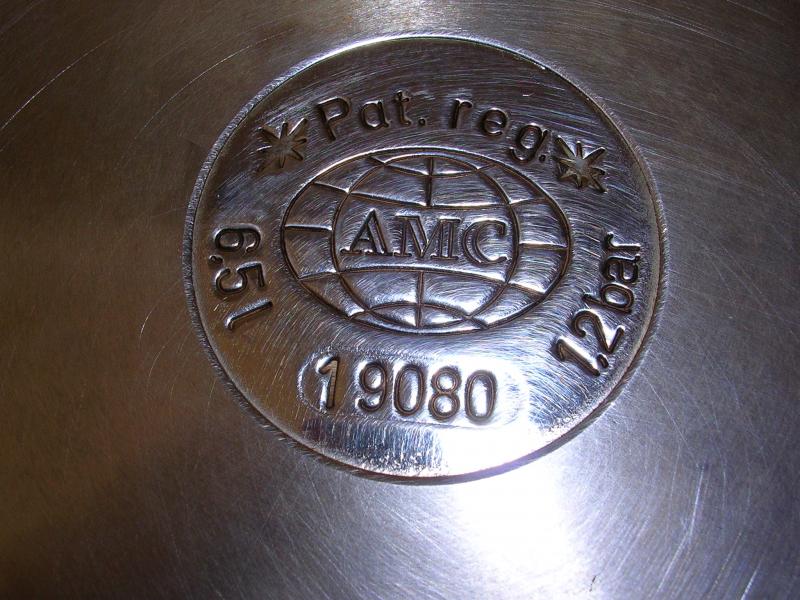 Pat. reg.
AMC
6,5 l
1,2 bar
19080